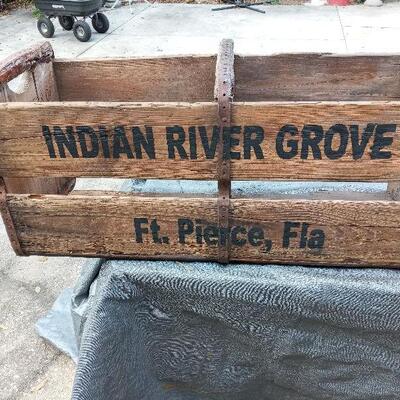 INDIAN RIVER GROVE
Ft. Pierce, Fla